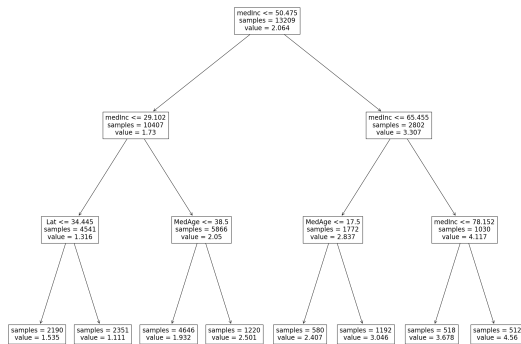 medInc <= 50.475
samples = 13209
value = 2.064
medInc <= 29.102
samples = 10407
value = 1.73
medInc <= 65.455
samples = 2802
value = 3.307
Lat <= 34.445
samples = 4541
value = 1.316
MedAge <= 38.5
samples = 5866
value = 2.05
MedAge <= 17.5
samples = 1772
value = 2.837
medInc <= 78.152
samples = 1030
value = 4.117
samples = 2190
value = 1.535
samples = 2351
value = 1.111
samples = 4646
value = 1.932
samples = 1220
value = 2.501
samples = 580
value = 2.407
samples = 1192
value = 3.046
samples = 518
value = 3.678
samples = 512
value = 4.56